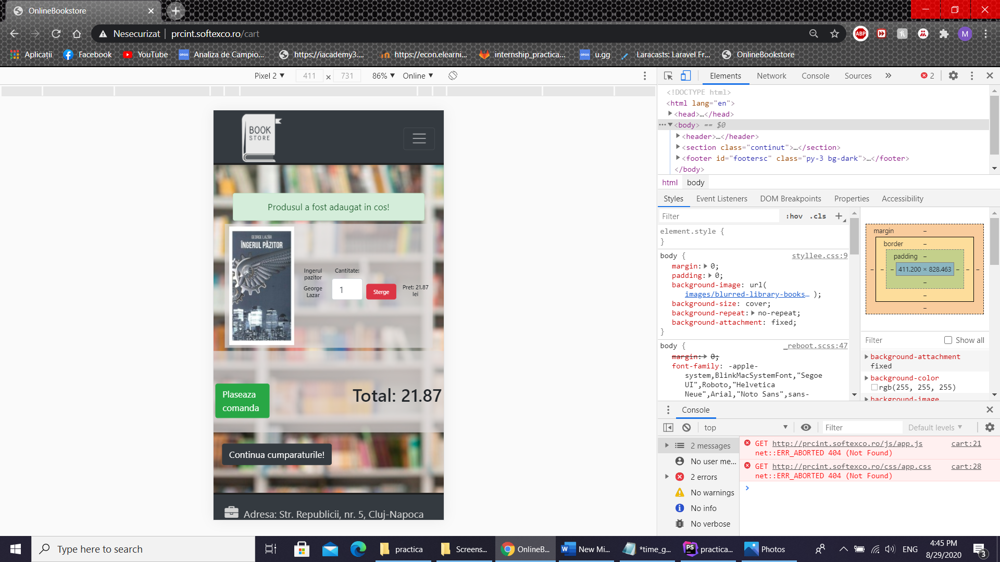 OnlineBookstore
Nesecurizat
prcint.softexco.ro/cart
ABP
M
Aplicații
Facebook
YouTube
Analiza de Campio...
https://iacademy3....
https://econ.elearni...
internship_practica...
u.gg
Laracasts: Laravel Fr...
OnlineBookstore
Pixel 2
411
×
731
86%
Online
BOOK
STORE
Produsul a fost adaugat in cos!
GEORGE LAZĂR
ÎNGERUL PĂZITOR
Ingerul
pazitor
George
Lazar
Cantitate:
1
Sterge
Pret: 21.87
lei
Plaseaza
comanda
Total: 21.87
Continua cumparaturile!
Adresa: Str. Republicii, nr. 5, Cluj-Napoca
Elements
Network
Console
Sources
»
2
<!DOCTYPE html>
<html lang="en">
<head>…</head>
<body> == $0
<header>…</header>
<section class="continut">…</section>
<footer id="footersc" class="py-3 bg-dark">…</footer>
</body>
html
body
Styles
Event Listeners
DOM Breakpoints
Properties
Accessibility
Filter
:hov
.cls
+
element.style {
}
body {
styllee.css:9
margin: 0;
padding: 0;
background-image: url(
images/blurred-library-books… );
background-size: cover;
background-repeat: no-repeat;
background-attachment: fixed;
}
body {
_reboot.scss:47
margin: 0;
font-family: -apple-
system,BlinkMacSystemFont,"Segoe
UI",Roboto,"Helvetica
Neue",Arial,"Noto Sans",sans-
margin
–
border
–
padding
–
411.200 × 828.463
–
–
–
Filter
Show all
background-attachment
fixed
background-color
rgb(255, 255, 255)
background-image
Console
top
Filter
Default levels
2 messages
No user me...
2 errors
No warnings
No info
No verbose
GET http://prcint.softexco.ro/js/app.js
cart:21
net::ERR_ABORTED 404 (Not Found)
GET http://prcint.softexco.ro/css/app.css
cart:28
net::ERR_ABORTED 404 (Not Found)
Type here to search
practica
Screens...
OnlineB...
New Mi...
*time_g...
practica...
Photos
ENG
4:45 PM
8/29/2020
3